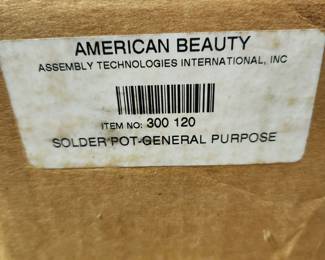 AMERICAN BEAUTY
ASSEMBLY TECHNOLOGIES INTERNATIONAL, INC
ITEM NO: 300 120
SOLDER POT-GENERAL PURPOSE